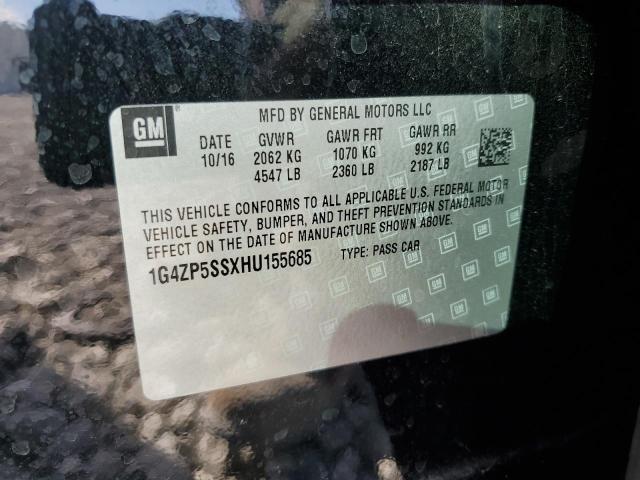 GM
MFD BY GENERAL MOTORS LLC
DATE GVWR GAWR FRT GAWR RR
10/16 2062 KG 1070 KG 992 KG
4547 LB 2360 LB 2187 LB
THIS VEHICLE CONFORMS TO ALL APPLICABLE U.S. FEDERAL MOTOR
VEHICLE SAFETY, BUMPER, AND THEFT PREVENTION STANDARDS IN
EFFECT ON THE DATE OF MANUFACTURE SHOWN ABOVE.
1G4ZP5SSXHU155685 TYPE: PASS CAR